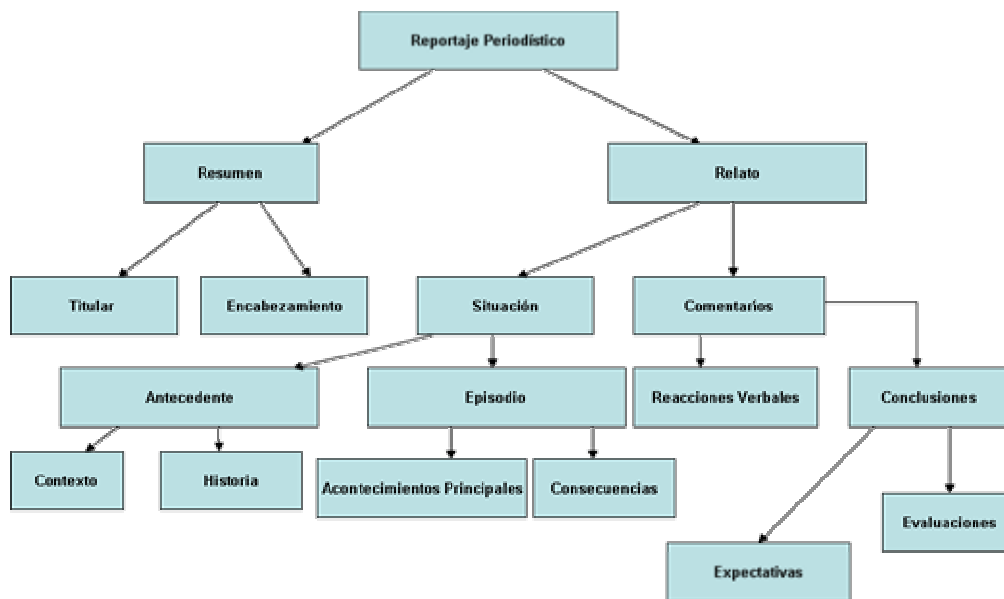 Reportaje Periodístico
Resumen
Relato
Titular
Encabezamiento
Situación
Comentarios
Antecedente
Episodio
Reacciones Verbales
Conclusiones
Contexto
Historia
Acontecimientos Principales
Consecuencias
Evaluaciones
Expectativas